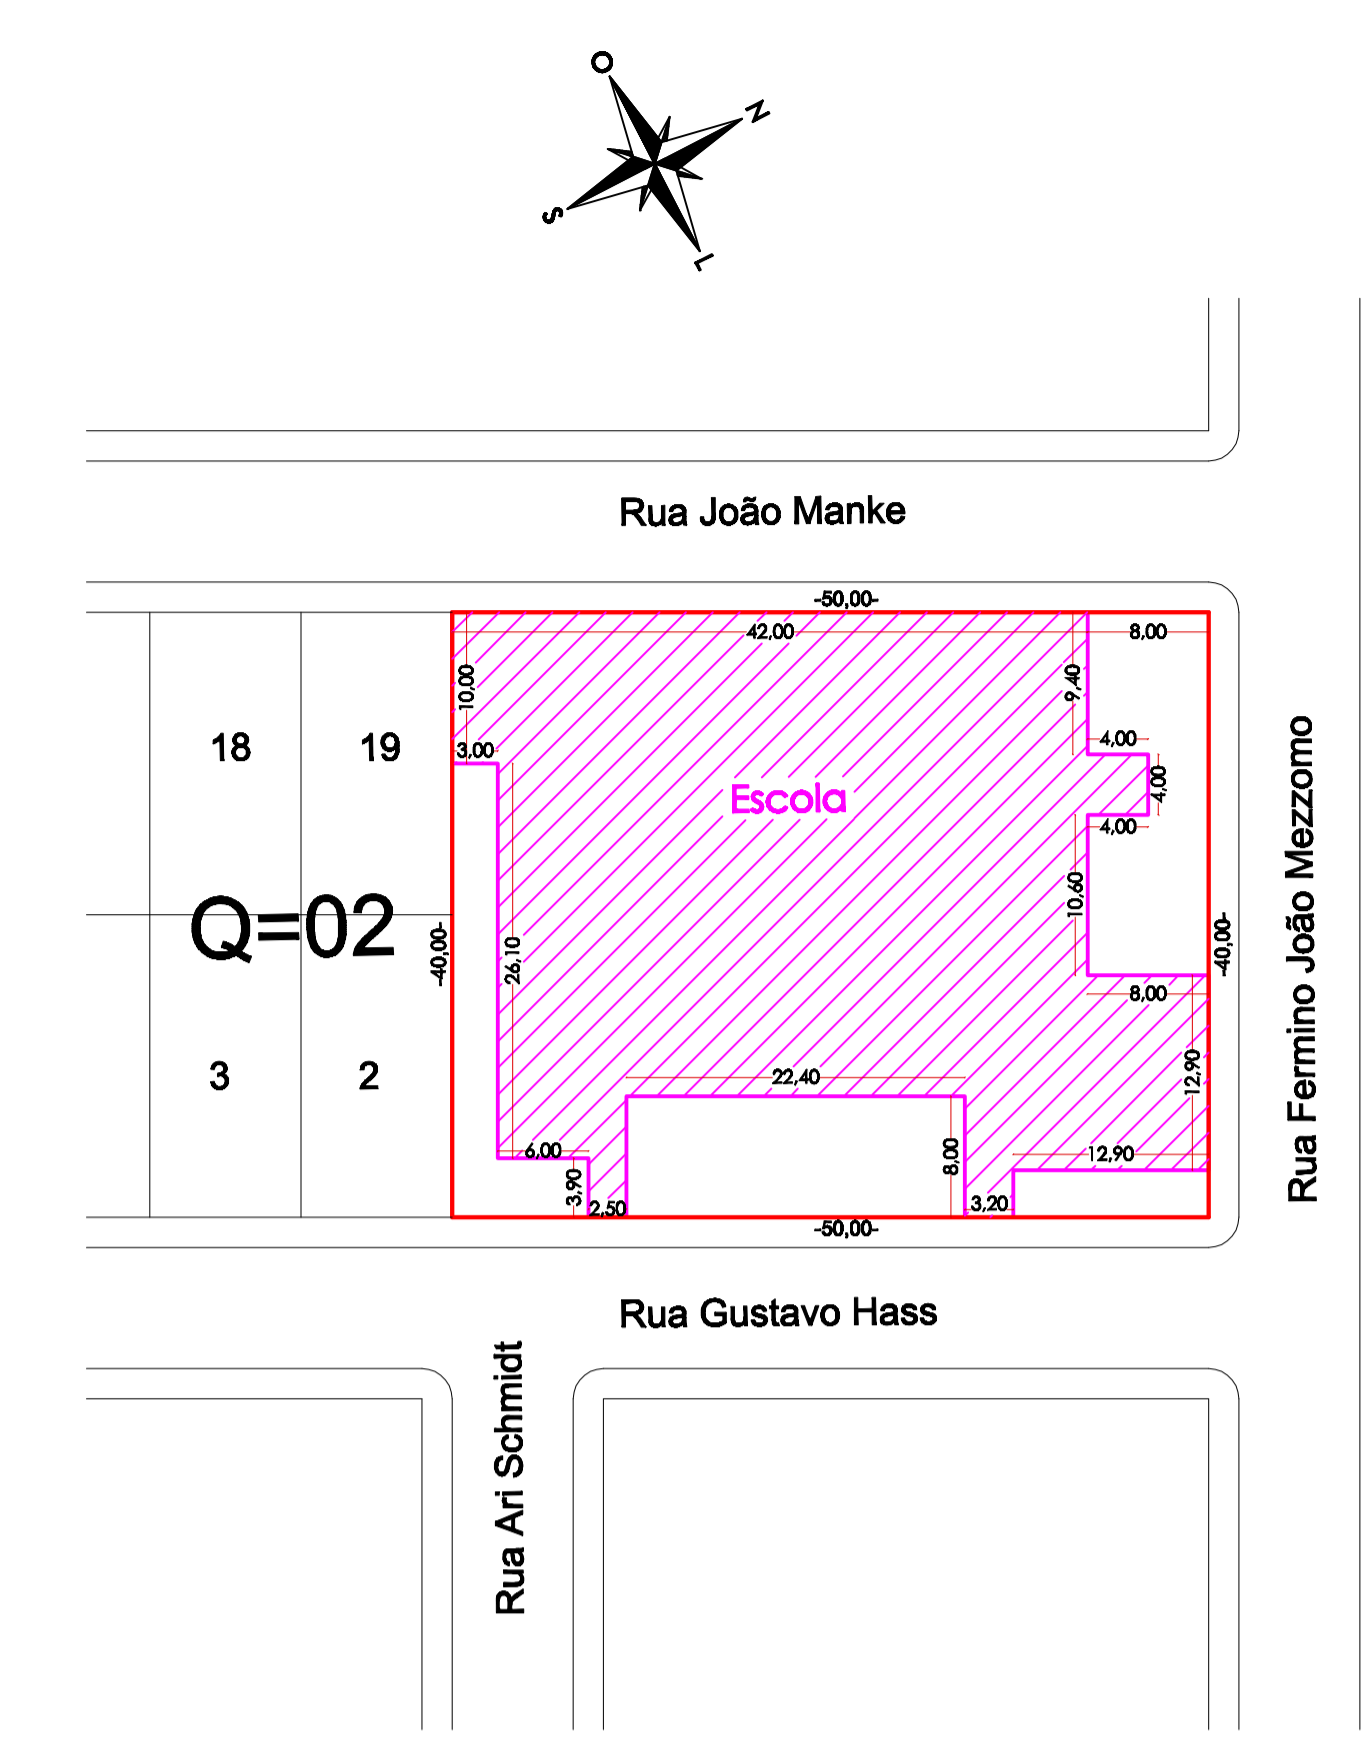 O
N
S
L
Rua João Manke
-50,00-
42,00
8,00
10,00
9,40
3,00
4,00
4,00
4,00
18
19
Escola
Q=02
-40,00-
26,10
10,60
-40,00-
8,00
Rua Fermino João Mezzomo
3
2
22,40
12,90
6,00
3,90
2,50
8,00
3,20
12,90
-50,00-
Rua Gustavo Hass
Rua Ari Schmidt